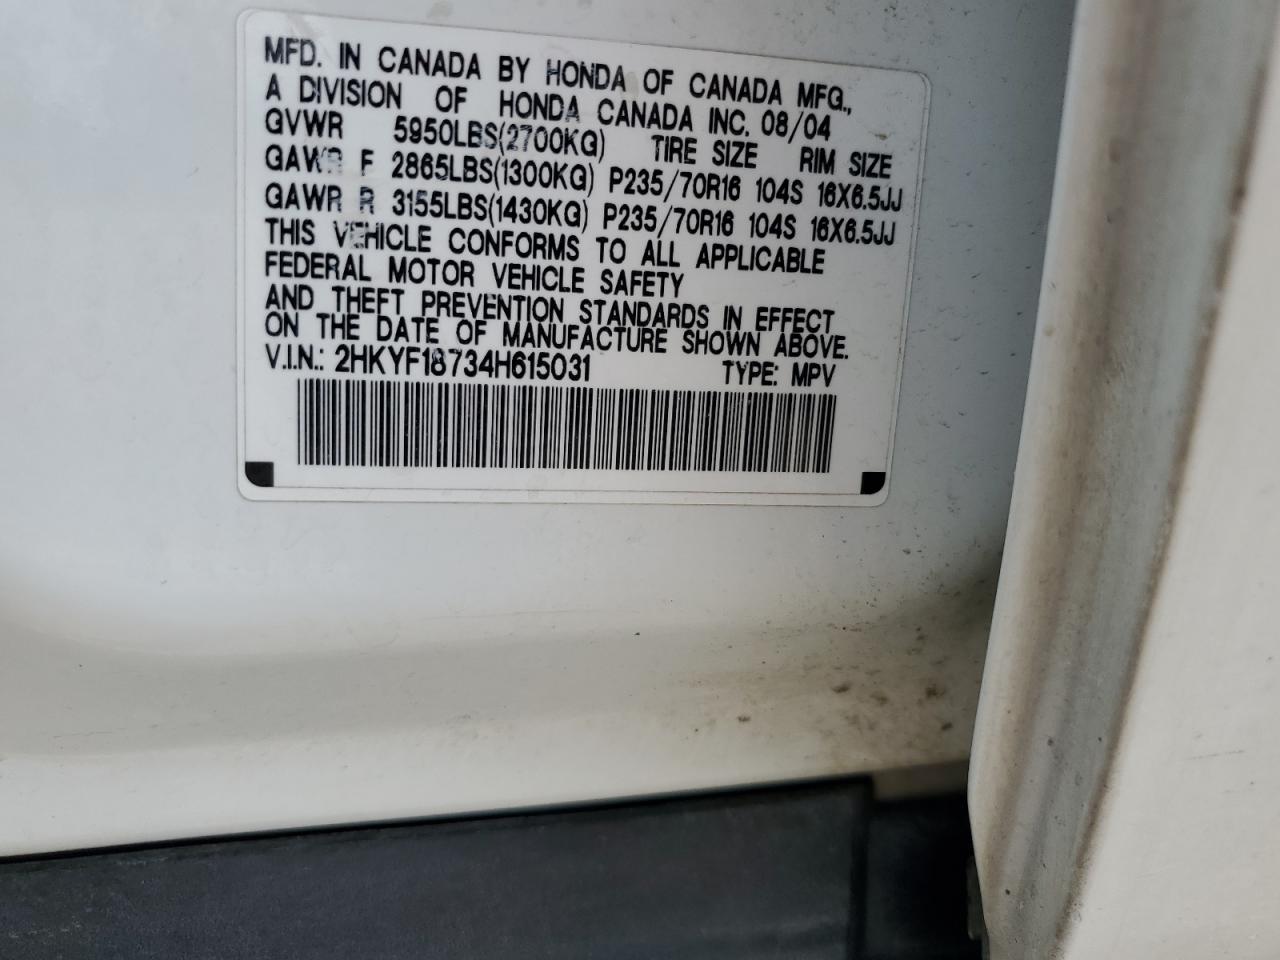 MFD. IN CANADA BY HONDA OF CANADA MFG.,
A DIVISION OF HONDA CANADA INC. 08/04
GVWR 5950LBS(2700KG) TIRE SIZE RIM SIZE
GAWR F 2865LBS(1300KG) P235/70R16 104S 16X6.5JJ
GAWR R 3155LBS(1430KG) P235/70R16 104S 16X6.5JJ
THIS VEHICLE CONFORMS TO ALL APPLICABLE
FEDERAL MOTOR VEHICLE SAFETY
AND THEFT PREVENTION STANDARDS IN EFFECT
ON THE DATE OF MANUFACTURE SHOWN ABOVE.
V.I.N.: 2HKYF18734H615031 TYPE: MPV